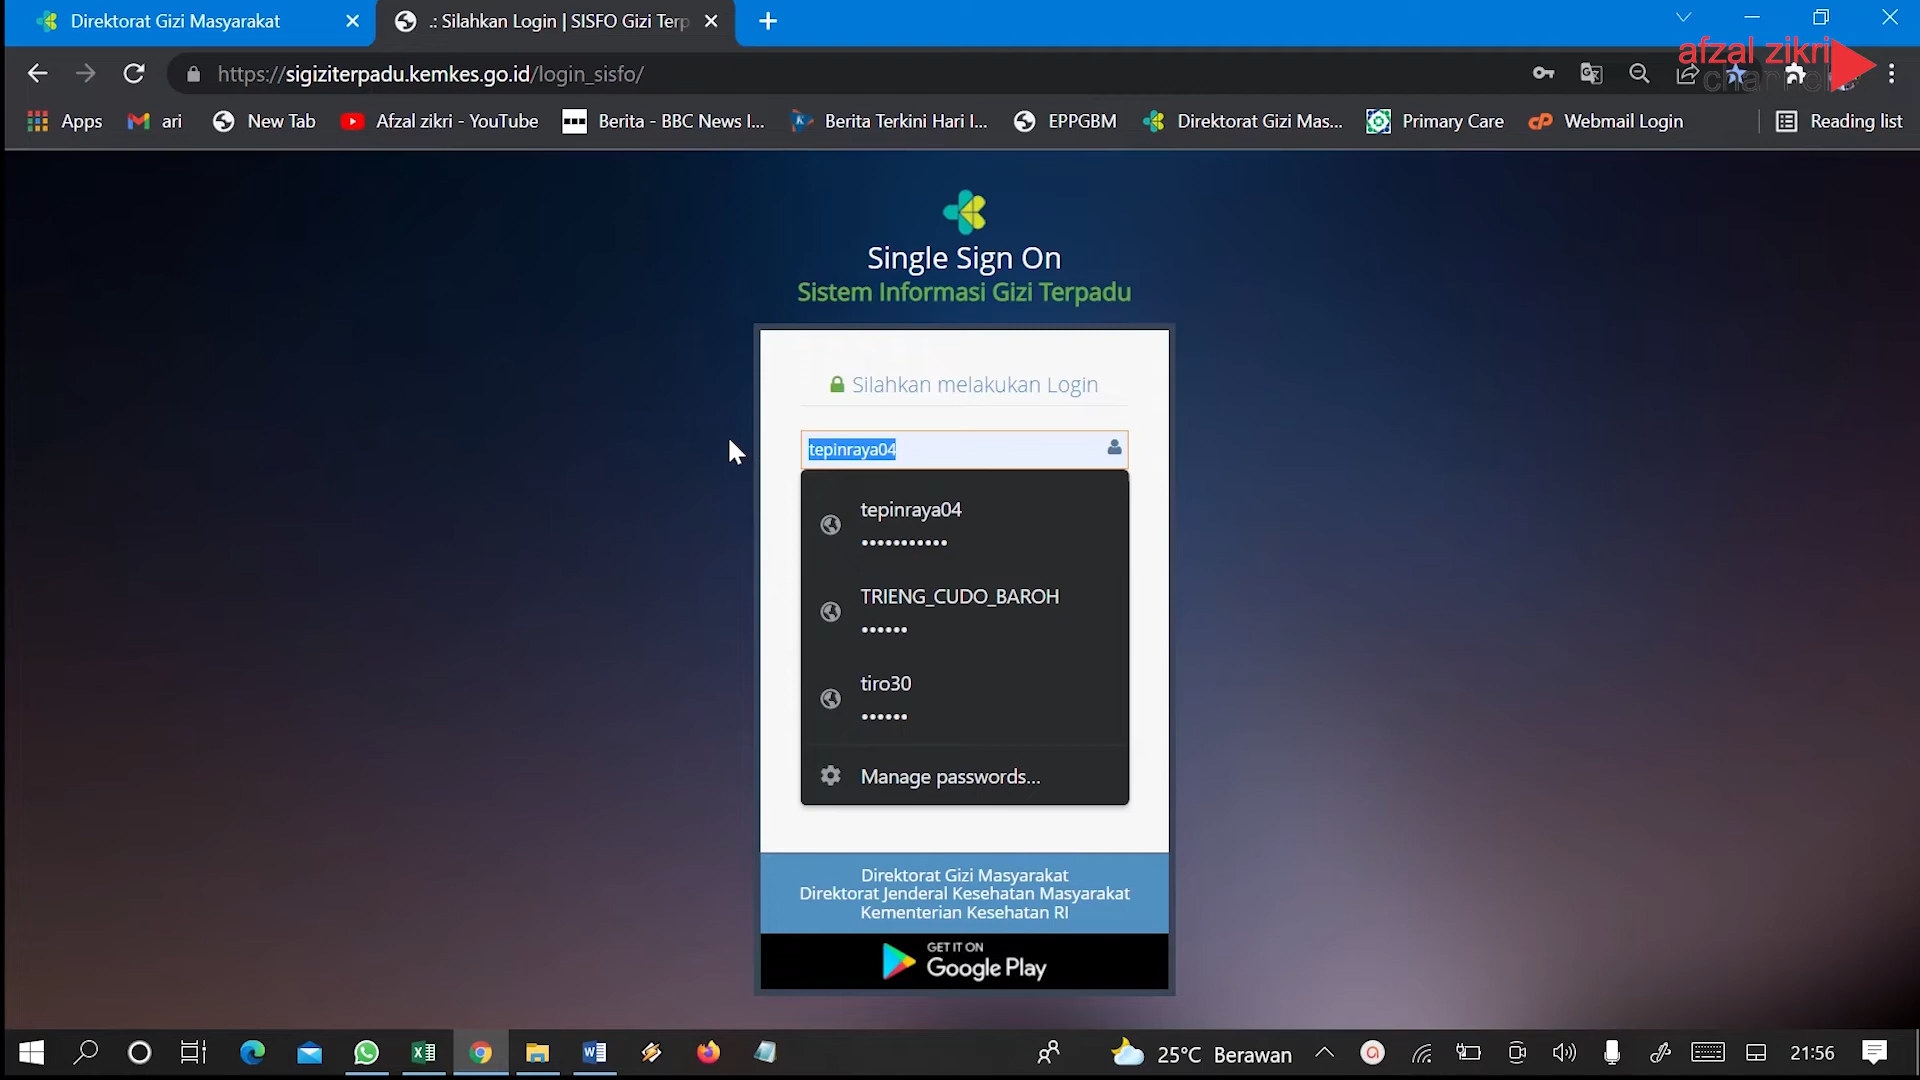 Direktorat Gizi Masyarakat
.: Silahkan Login | SISFO Gizi Terp
afzal zikri
channel
https://sigiziterpadu.kemkes.go.id/login_sisfo/
Apps
ari
New Tab
Afzal zikri - YouTube
Berita - BBC News I...
Berita Terkini Hari I...
EPPGBM
Direktorat Gizi Mas...
Primary Care
Webmail Login
Reading list
Single Sign On
Sistem Informasi Gizi Terpadu
Silahkan melakukan Login
tepinraya04
tepinraya04
•••••••••••
TRIENG_CUDO_BAROH
••••••
tiro30
••••••
Manage passwords...
Direktorat Gizi Masyarakat
Direktorat Jenderal Kesehatan Masyarakat
Kementerian Kesehatan RI
GET IT ON
Google Play
25°C Berawan
21:56